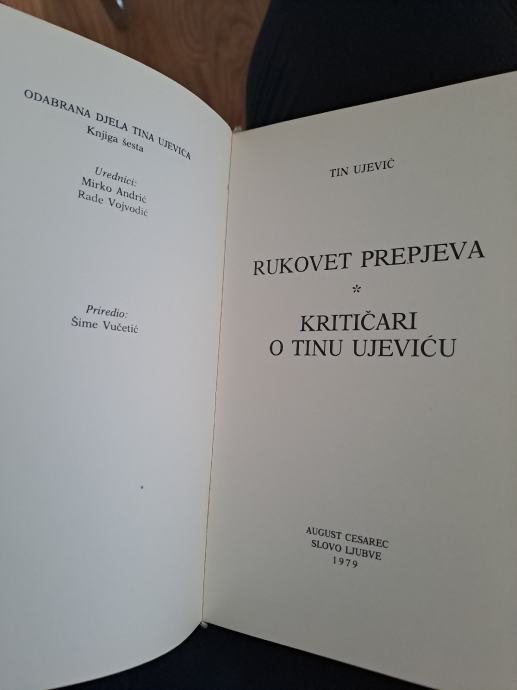 ODABRANA DJELA TINA UJEVIĆA
Knjiga šesta
Urednici:
Mirko Andrić
Rade Vojvodić
Priredio:
Šime Vučetić
TIN UJEVIĆ
RUKOVET PREPJEVA
*
KRITIČARI
O TINU UJEVIĆU
AUGUST CESAREC
SLOVO LJUBVE
1979